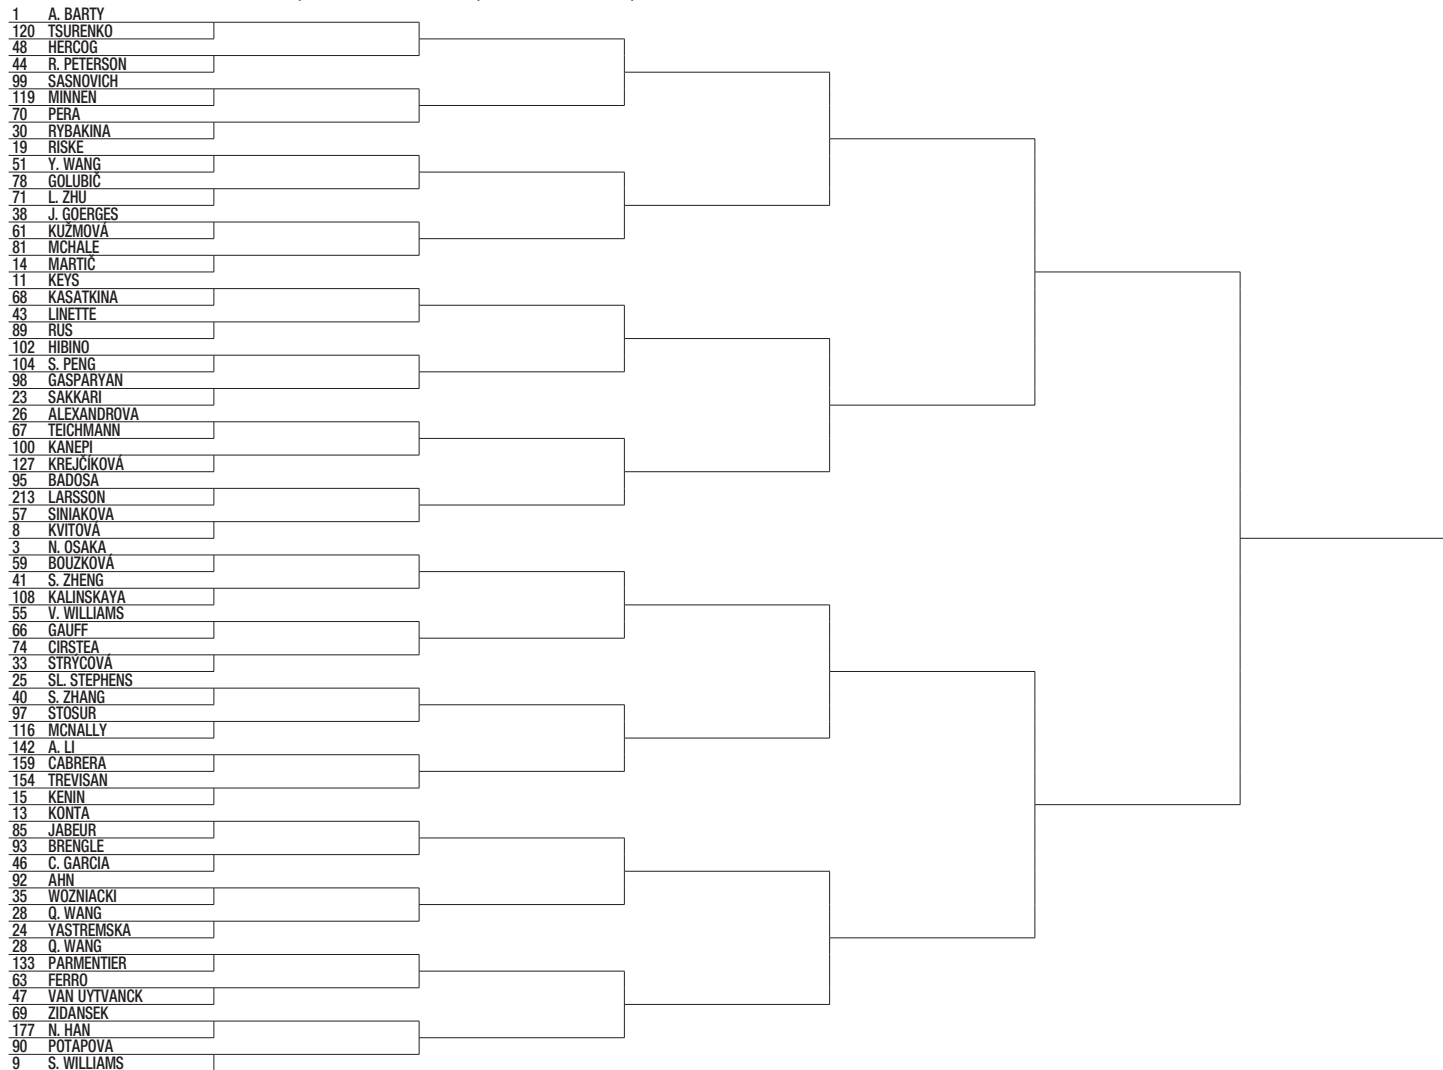 1 A. BARTY
120 TSURENKO
48 HERCOG
44 R. PETERSON
99 SASNOVICH
119 MINNEN
70 PERA
30 RYBAKINA
19 RISKE
51 Y. WANG
78 GOLUBIČ
71 L. ZHU
38 J. GOERGES
61 KUŽMOVÁ
81 MCHALE
14 MARTIČ
11 KEYS
68 KASATKINA
43 LINETTE
89 RUS
102 HIBINO
104 S. PENG
98 GASPARYAN
23 SAKKARI
26 ALEXANDROVA
67 TEICHMANN
100 KANEPI
127 KREJČÍKOVÁ
95 BADOSA
213 LARSSON
57 SINIAKOVA
8 KVITOVÁ
3 N. OSAKA
59 BOUZKOVÁ
41 S. ZHENG
108 KALINSKAYA
55 V. WILLIAMS
66 GAUFF
74 CIRSTEA
33 STRÝCOVÁ
25 SL. STEPHENS
40 S. ZHANG
97 STOSUR
116 MCNALLY
142 A. LI
159 CABRERA
154 TREVISAN
15 KENIN
13 KONTA
85 JABEUR
93 BRENGLE
46 C. GARCIA
92 AHN
35 WOZNIACKI
28 Q. WANG
24 YASTREMSKA
28 Q. WANG
133 PARMENTIER
63 FERRO
47 VAN UYTVANCK
69 ZIDANSEK
177 N. HAN
90 POTAPOVA
9 S. WILLIAMS